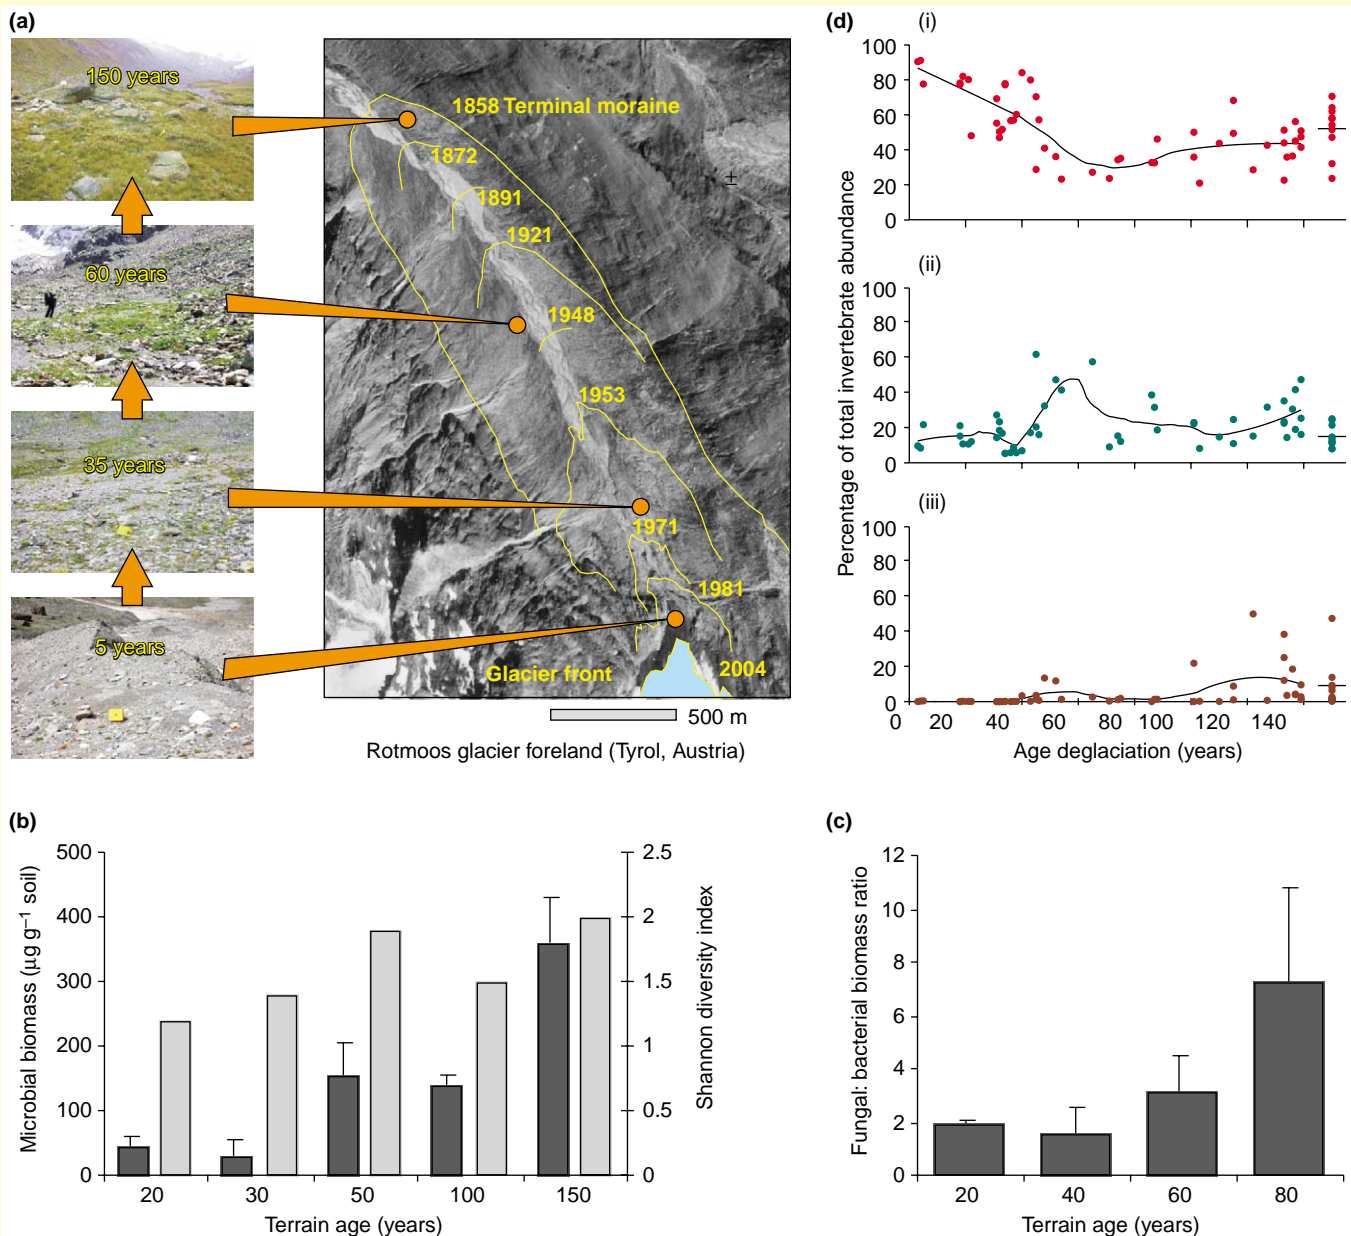 (a)
150 years
60 years
35 years
5 years
1858 Terminal moraine
1872
±
1891
1921
1948
1953
1971
1981
Glacier front
2004
500 m
Rotmoos glacier foreland (Tyrol, Austria)
(d)
(i)
100
80
60
40
20
0
(ii)
100
80
60
40
20
0
(iii)
100
80
60
40
20
0
Percentage of total invertebrate abundance
0 20 40 60 80 100 120 140
10
Age deglaciation (years)
(b)
500
400
300
200
100
0
Microbial biomass (µg g⁻¹ soil)
2.5
2
1.5
1
0.5
0
Shannon diversity index
20 30 50 100 150
Terrain age (years)
(c)
12
10
8
6
4
2
0
Fungal: bacterial biomass ratio
20 40 60 80
Terrain age (years)